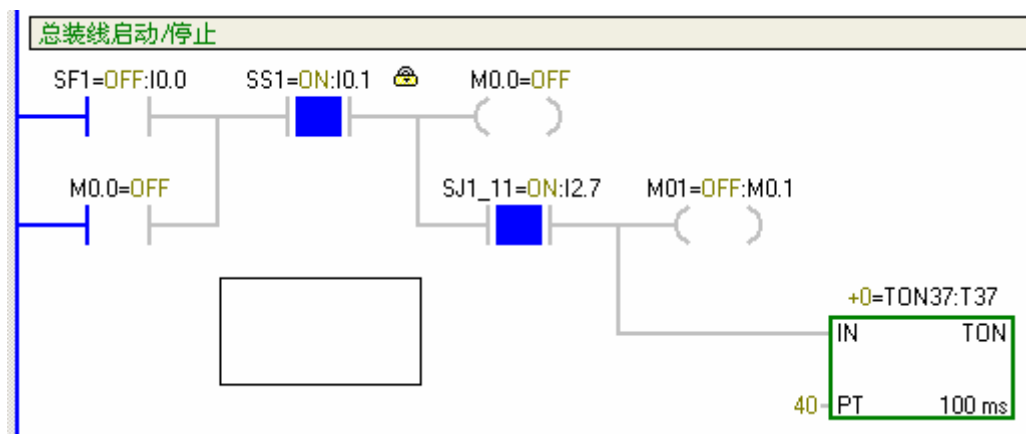 总装线启动/停止
SF1=OFF:I0.0 SS1=ON:I0.1 M0.0=OFF
M0.0=OFF SJ1_11=ON:I2.7 M01=OFF:M0.1
+0=TON37:T37
IN TON
40 PT 100 ms